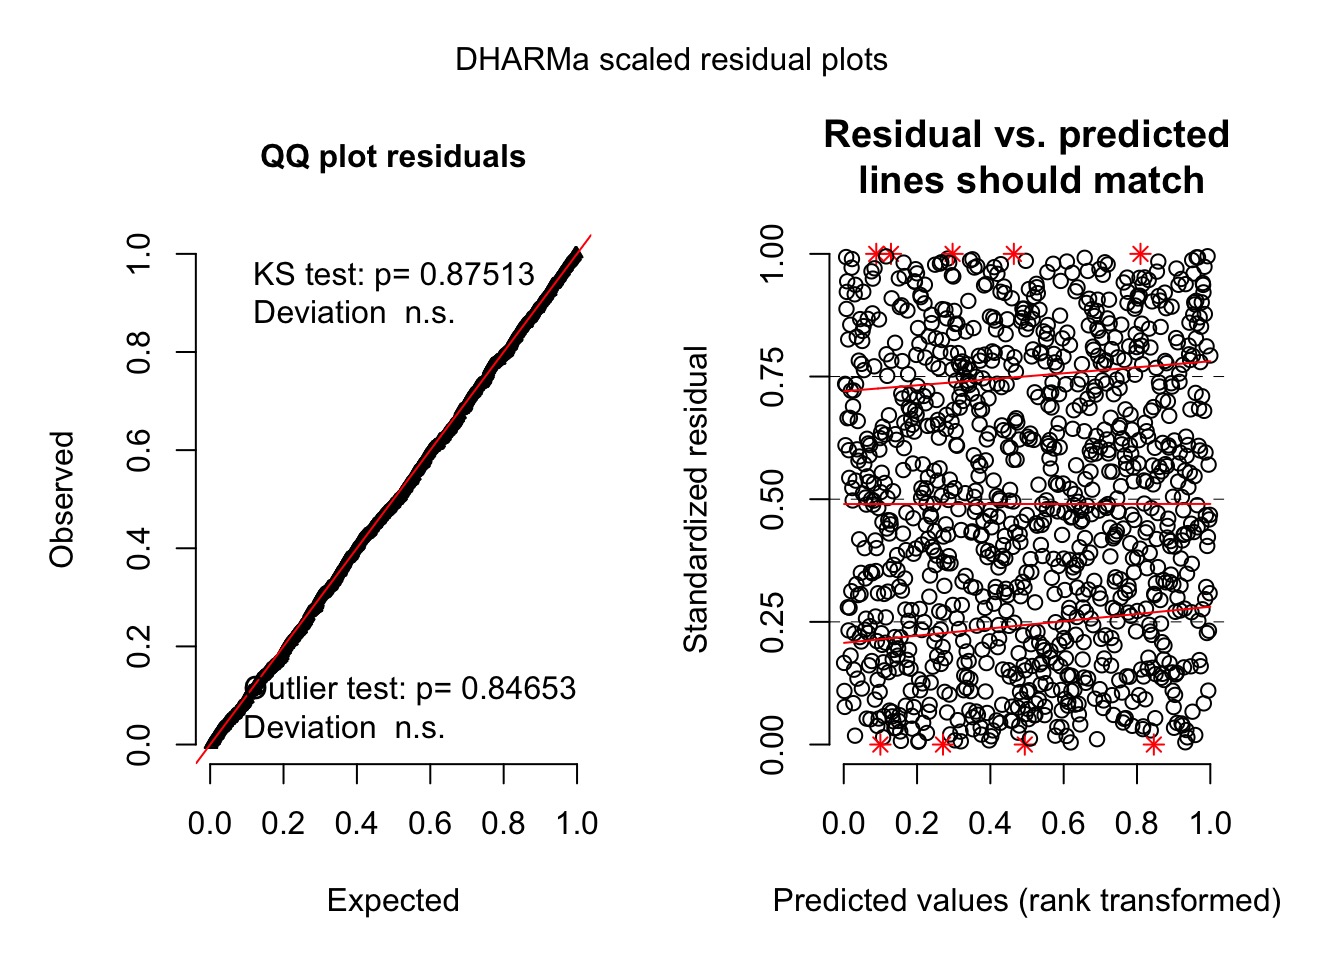 DHARMa scaled residual plots
QQ plot residuals
KS test: p= 0.87513
Deviation  n.s.
Outlier test: p= 0.84653
Deviation  n.s.
Observed
0.0
0.2
0.4
0.6
0.8
1.0
0.0 0.2 0.4 0.6 0.8 1.0
Expected
Residual vs. predicted
lines should match
Standardized residual
0.00
0.25
0.50
0.75
1.00
0.0 0.2 0.4 0.6 0.8 1.0
Predicted values (rank transformed)